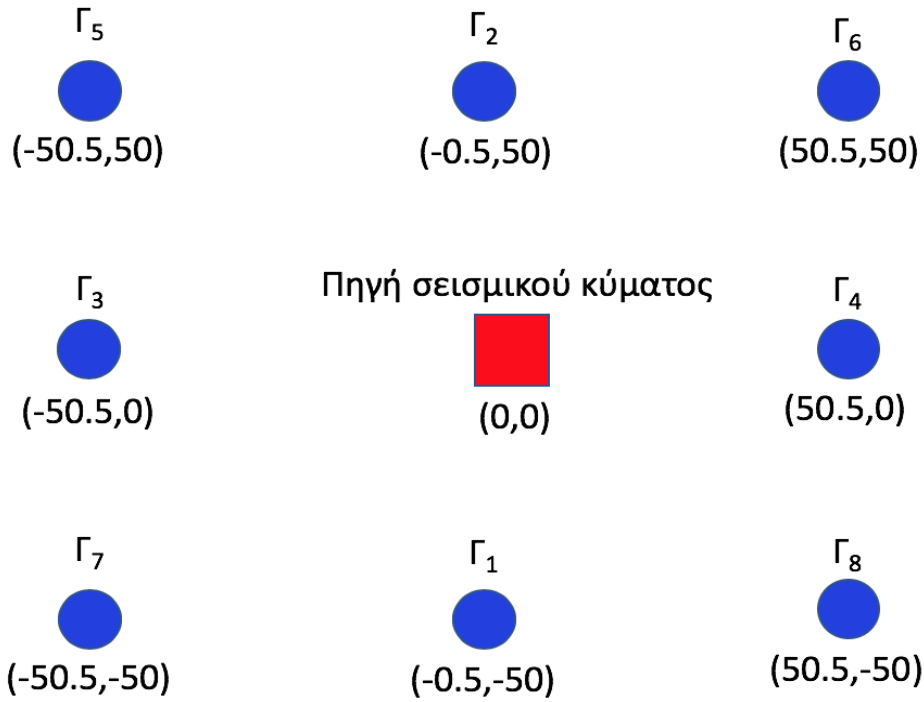 Γ5 Γ2 Γ6
(-50.5,50) (-0.5,50) (50.5,50)
Πηγή σεισμικού κύματος
Γ3 Γ4
(-50.5,0) (0,0) (50.5,0)
Γ7 Γ1 Γ8
(-50.5,-50) (-0.5,-50) (50.5,-50)